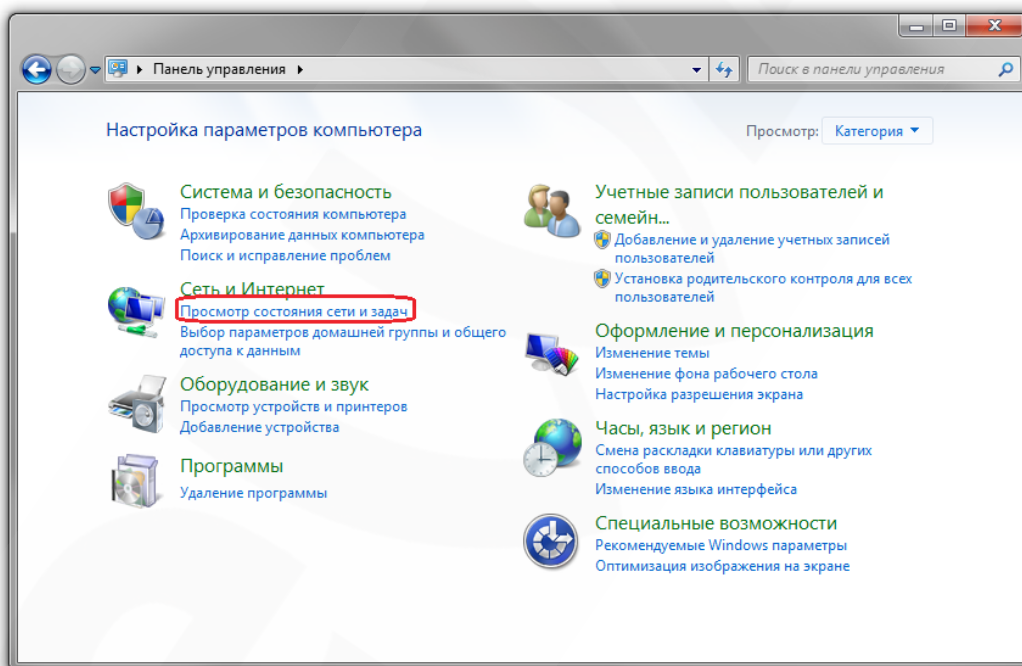 Панель управления
Поиск в панели управления
Настройка параметров компьютера
Просмотр: Категория
Система и безопасность
Проверка состояния компьютера
Архивирование данных компьютера
Поиск и исправление проблем
Сеть и Интернет
Просмотр состояния сети и задач
Выбор параметров домашней группы и общего
доступа к данным
Оборудование и звук
Просмотр устройств и принтеров
Добавление устройства
Программы
Удаление программы
Учетные записи пользователей и
семейн...
Добавление и удаление учетных записей
пользователей
Установка родительского контроля для всех
пользователей
Оформление и персонализация
Изменение темы
Изменение фона рабочего стола
Настройка разрешения экрана
Часы, язык и регион
Смена раскладки клавиатуры или других
способов ввода
Изменение языка интерфейса
Специальные возможности
Рекомендуемые Windows параметры
Оптимизация изображения на экране